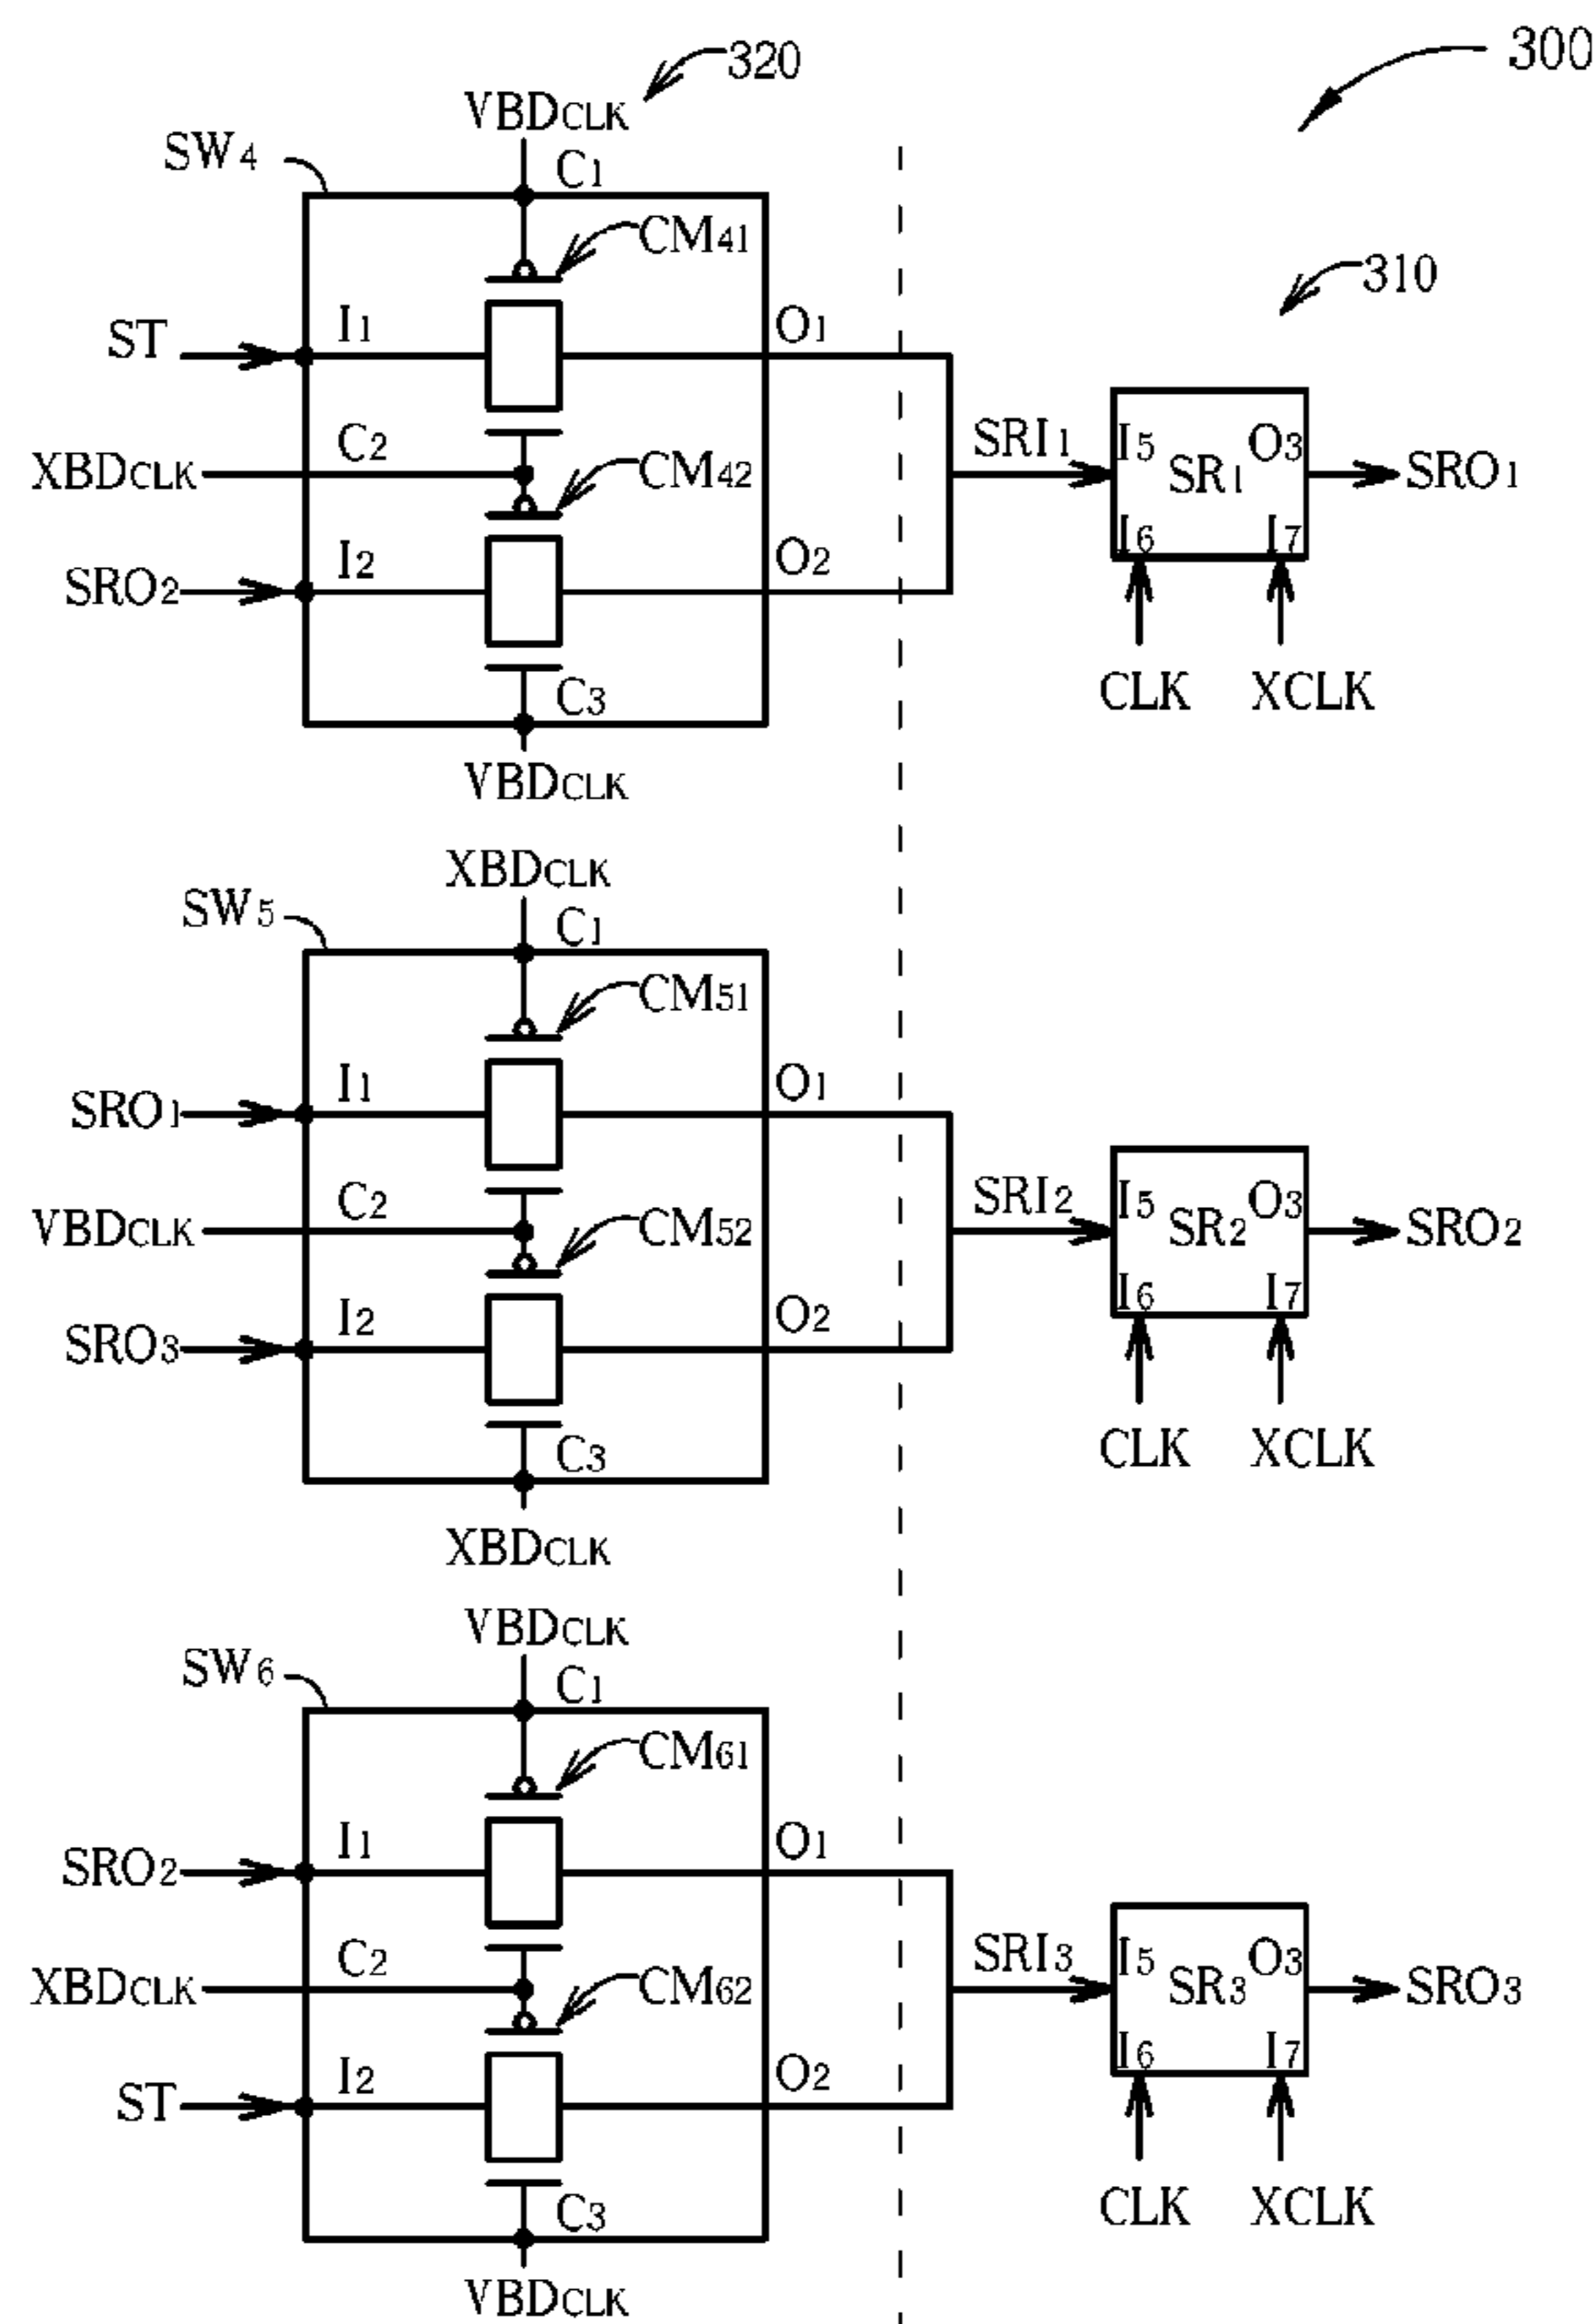 300
320
VBDCLK
SW4
C1
CM41
310
ST
I1
O1
XBDCLK
C2
CM42
SRI1
I5
SR1
O3
SRO1
I6
I7
SRO2
I2
O2
C3
CLK
XCLK
VBDCLK
XBDCLK
SW5
C1
CM51
SRO1
I1
O1
VBDCLK
C2
CM52
SRI2
I5
SR2
O3
SRO2
I6
I7
SRO3
I2
O2
C3
CLK
XCLK
XBDCLK
VBDCLK
SW6
C1
CM61
SRO2
I1
O1
XBDCLK
C2
CM62
SRI3
I5
SR3
O3
SRO3
I6
I7
ST
I2
O2
C3
CLK
XCLK
VBDCLK